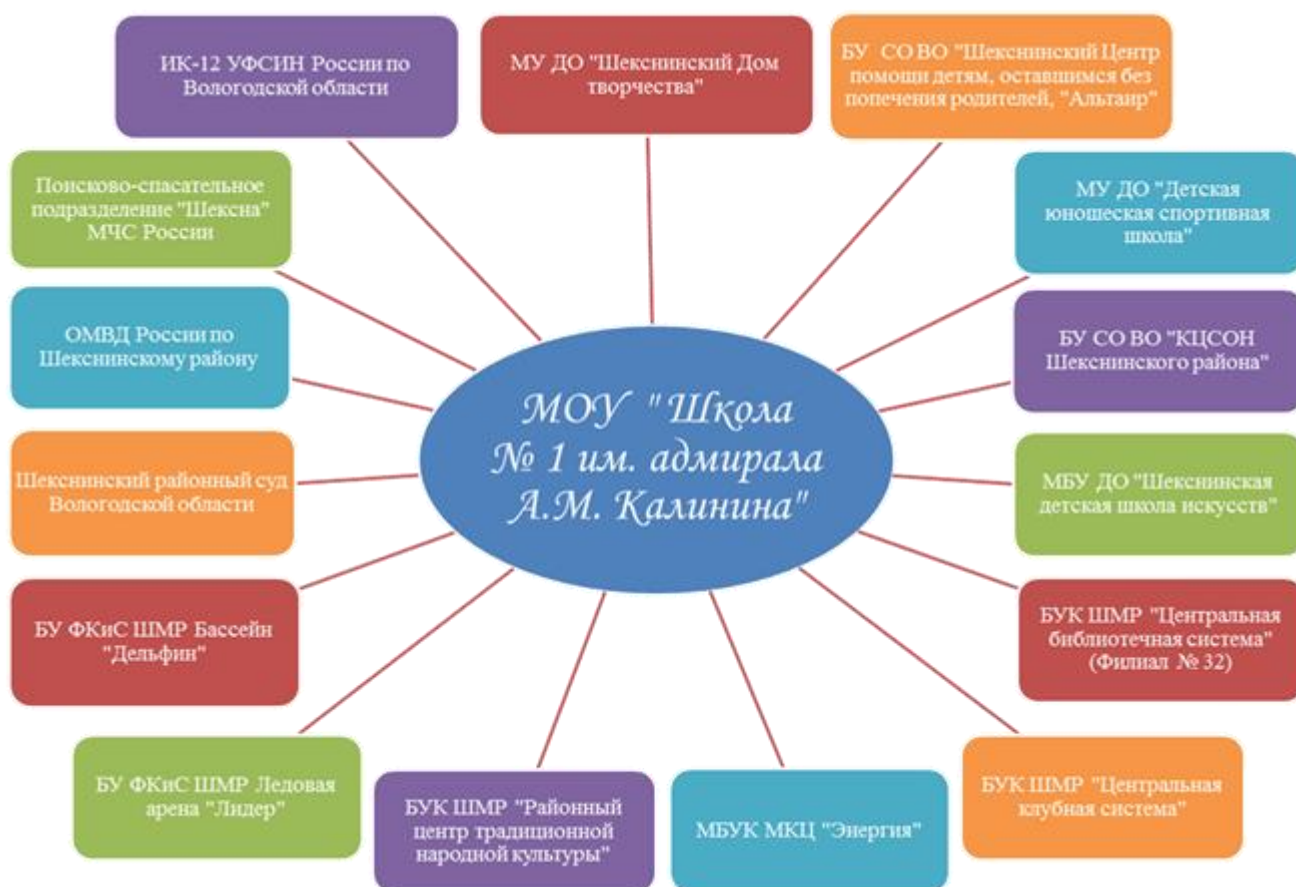 ИК-12 УФСИН России по
Вологодской области
МУ ДО "Шекснинский Дом
творчества"
БУ СО ВО "Шекснинский Центр
помощи детям, оставшимся без
попечения родителей, "Альтаир"
Поисково-спасательное
подразделение "Шексна"
МЧС России
МУ ДО "Детская
юношеская спортивная
школа"
ОМВД России по
Шекснинскому району
БУ СО ВО "КЦСОН
Шекснинского района"
МОУ "Школа
№ 1 им. адмирала
А.М. Калинина"
Шекснинский районный суд
Вологодской области
МБУ ДО "Шекснинская
детская школа искусств"
БУ ФКиС ШМР Бассейн
"Дельфин"
БУК ШМР "Центральная
библиотечная система"
(Филиал № 32)
БУ ФКиС ШМР Ледовая
арена "Лидер"
БУК ШМР "Районный
центр традиционной
народной культуры"
МБУК МКЦ "Энергия"
БУК ШМР "Центральная
клубная система"